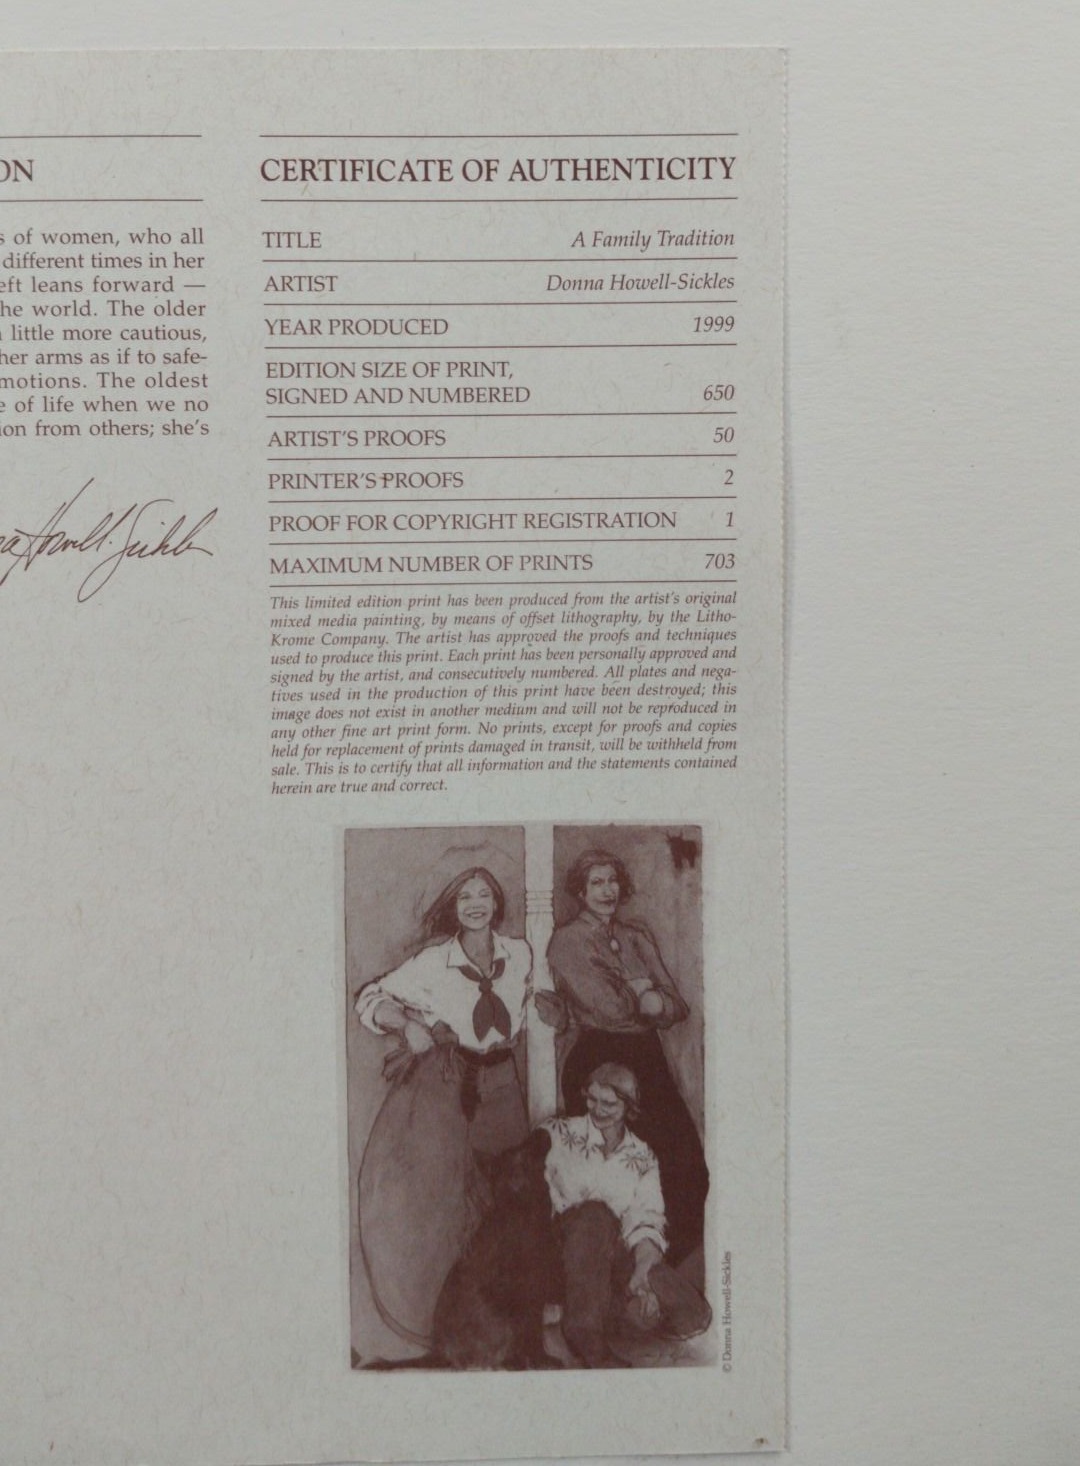 ON
of women, who all
different times in her
left leans forward —
the world. The older
little more cautious,
her arms as if to safe-
emotions. The oldest
of life when we no
from others; she's
Howell-Sickles
CERTIFICATE OF AUTHENTICITY
TITLE A Family Tradition
ARTIST Donna Howell-Sickles
YEAR PRODUCED 1999
EDITION SIZE OF PRINT,
SIGNED AND NUMBERED 650
ARTIST'S PROOFS 50
PRINTER'S PROOFS 2
PROOF FOR COPYRIGHT REGISTRATION 1
MAXIMUM NUMBER OF PRINTS 703
This limited edition print has been produced from the artist's original
mixed media painting, by means of offset lithography, by the Litho-
Krome Company. The artist has approved the proofs and techniques
used to produce this print. Each print has been personally approved and
signed by the artist, and consecutively numbered. All plates and nega-
tives used in the production of this print have been destroyed; this
image does not exist in another medium and will not be reproduced in
any other fine art print form. No prints, except for proofs and copies
held for replacement of prints damaged in transit, will be withheld from
sale. This is to certify that all information and the statements contained
herein are true and correct.
© Donna Howell-Sickles